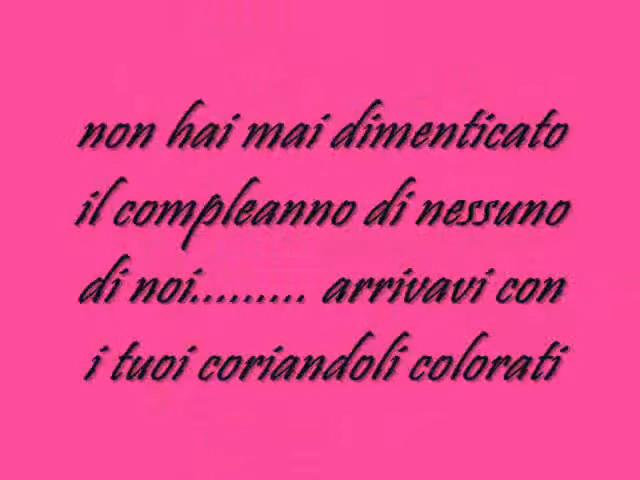 non hai mai dimenticato
il compleanno di nessuno
di noi......... arrivavi con
i tuoi coriandoli colorati